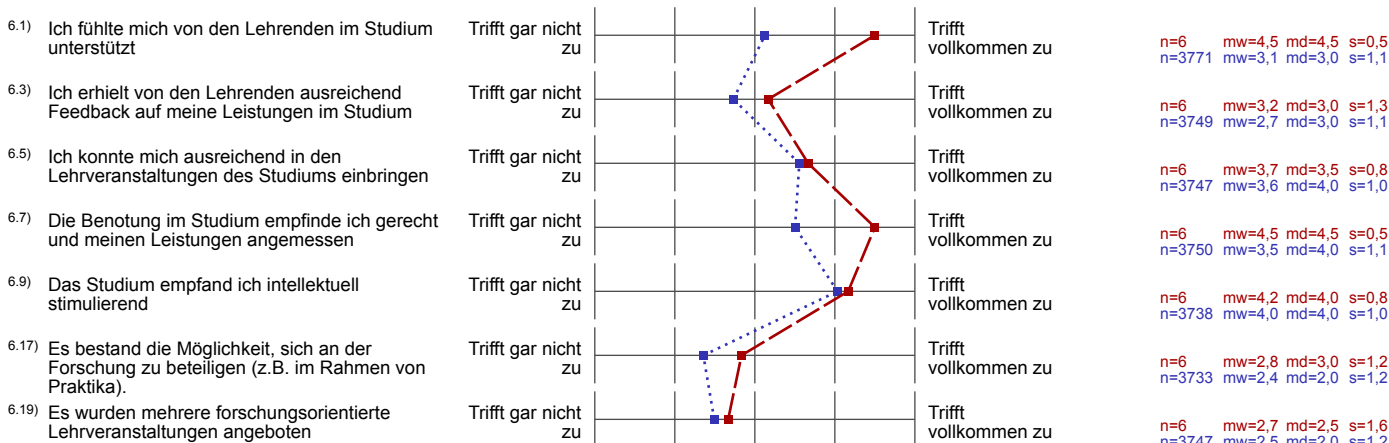 6.1) Ich fühlte mich von den Lehrenden im Studium
unterstützt
Trifft gar nicht
zu
Trifft
vollkommen zu
n=6 mw=4,5 md=4,5 s=0,5
n=3771 mw=3,1 md=3,0 s=1,1
6.3) Ich erhielt von den Lehrenden ausreichend
Feedback auf meine Leistungen im Studium
Trifft gar nicht
zu
Trifft
vollkommen zu
n=6 mw=3,2 md=3,0 s=1,3
n=3749 mw=2,7 md=3,0 s=1,1
6.5) Ich konnte mich ausreichend in den
Lehrveranstaltungen des Studiums einbringen
Trifft gar nicht
zu
Trifft
vollkommen zu
n=6 mw=3,7 md=3,5 s=0,8
n=3747 mw=3,6 md=4,0 s=1,0
6.7) Die Benotung im Studium empfinde ich gerecht
und meinen Leistungen angemessen
Trifft gar nicht
zu
Trifft
vollkommen zu
n=6 mw=4,5 md=4,5 s=0,5
n=3750 mw=3,5 md=4,0 s=1,1
6.9) Das Studium empfand ich intellektuell
stimulierend
Trifft gar nicht
zu
Trifft
vollkommen zu
n=6 mw=4,2 md=4,0 s=0,8
n=3738 mw=4,0 md=4,0 s=1,0
6.17) Es bestand die Möglichkeit, sich an der
Forschung zu beteiligen (z.B. im Rahmen von
Praktika).
Trifft gar nicht
zu
Trifft
vollkommen zu
n=6 mw=2,8 md=3,0 s=1,2
n=3733 mw=2,4 md=2,0 s=1,2
6.19) Es wurden mehrere forschungsorientierte
Lehrveranstaltungen angeboten
Trifft gar nicht
zu
Trifft
vollkommen zu
n=6 mw=2,7 md=2,5 s=1,6
n=3747 mw=2,5 md=2,0 s=1,2